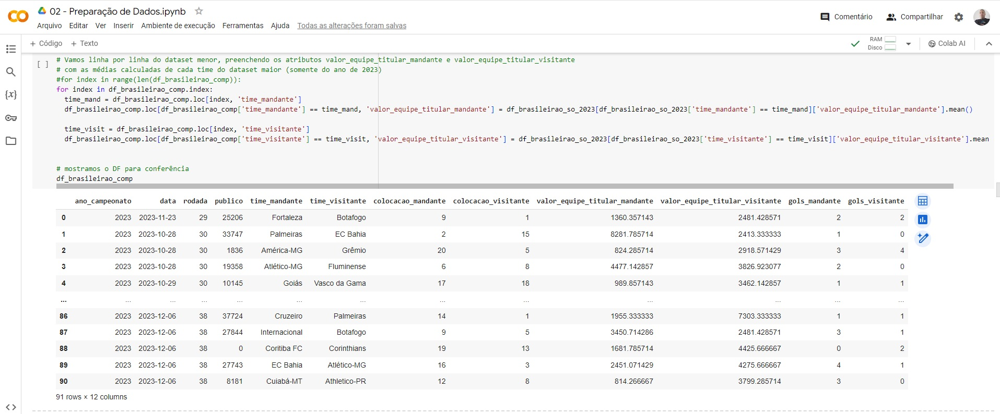 02 - Preparação de Dados.ipynb
Arquivo Editar Ver Inserir Ambiente de execução Ferramentas Ajuda Todas as alterações foram salvas
Comentário Compartilhar
+ Código + Texto
RAM
Disco
Colab AI
[ ]
# Vamos linha por linha do dataset menor, preenchendo os atributos valor_equipe_titular_mandante e valor_equipe_titular_visitante
# com as médias calculadas de cada time do dataset maior (somente do ano de 2023)
#for index in range(len(df_brasileirao_comp)):
for index in df_brasileirao_comp.index:
time_mand = df_brasileirao_comp.loc[index, 'time_mandante']
df_brasileirao_comp.loc[df_brasileirao_comp['time_mandante'] == time_mand, 'valor_equipe_titular_mandante'] = df_brasileirao_so_2023[df_brasileirao_so_2023['time_mandante'] == time_mand]['valor_equipe_titular_mandante'].mean()
time_visit = df_brasileirao_comp.loc[index, 'time_visitante']
df_brasileirao_comp.loc[df_brasileirao_comp['time_visitante'] == time_visit, 'valor_equipe_titular_visitante'] = df_brasileirao_so_2023[df_brasileirao_so_2023['time_visitante'] == time_visit]['valor_equipe_titular_visitante'].mean
# mostramos o DF para conferência
df_brasileirao_comp
ano_campeonato data rodada publico time_mandante time_visitante colocacao_mandante colocacao_visitante valor_equipe_titular_mandante valor_equipe_titular_visitante gols_mandante gols_visitante
0 2023 2023-11-23 29 25206 Fortaleza Botafogo 9 1 1360.357143 2481.428571 2 2
1 2023 2023-10-28 30 33747 Palmeiras EC Bahia 2 15 8281.785714 2413.333333 1 0
2 2023 2023-10-28 30 1836 América-MG Grêmio 20 5 824.285714 2918.571429 3 4
3 2023 2023-10-28 30 19358 Atlético-MG Fluminense 6 8 4477.142857 3826.923077 2 0
4 2023 2023-10-29 30 10145 Goiás Vasco da Gama 17 18 989.857143 3462.142857 1 1
... ... ... ... ... ... ... ... ... ... ... ... ...
86 2023 2023-12-06 38 37724 Cruzeiro Palmeiras 14 1 1955.333333 7303.333333 1 1
87 2023 2023-12-06 38 27844 Internacional Botafogo 9 5 3450.714286 2481.428571 3 1
88 2023 2023-12-06 38 0 Coritiba FC Corinthians 19 13 1681.785714 4425.666667 0 2
89 2023 2023-12-06 38 27743 EC Bahia Atlético-MG 16 3 2451.071429 4275.666667 4 1
90 2023 2023-12-06 38 8181 Cuiabá-MT Athletico-PR 12 8 814.266667 3799.285714 3 0
91 rows × 12 columns